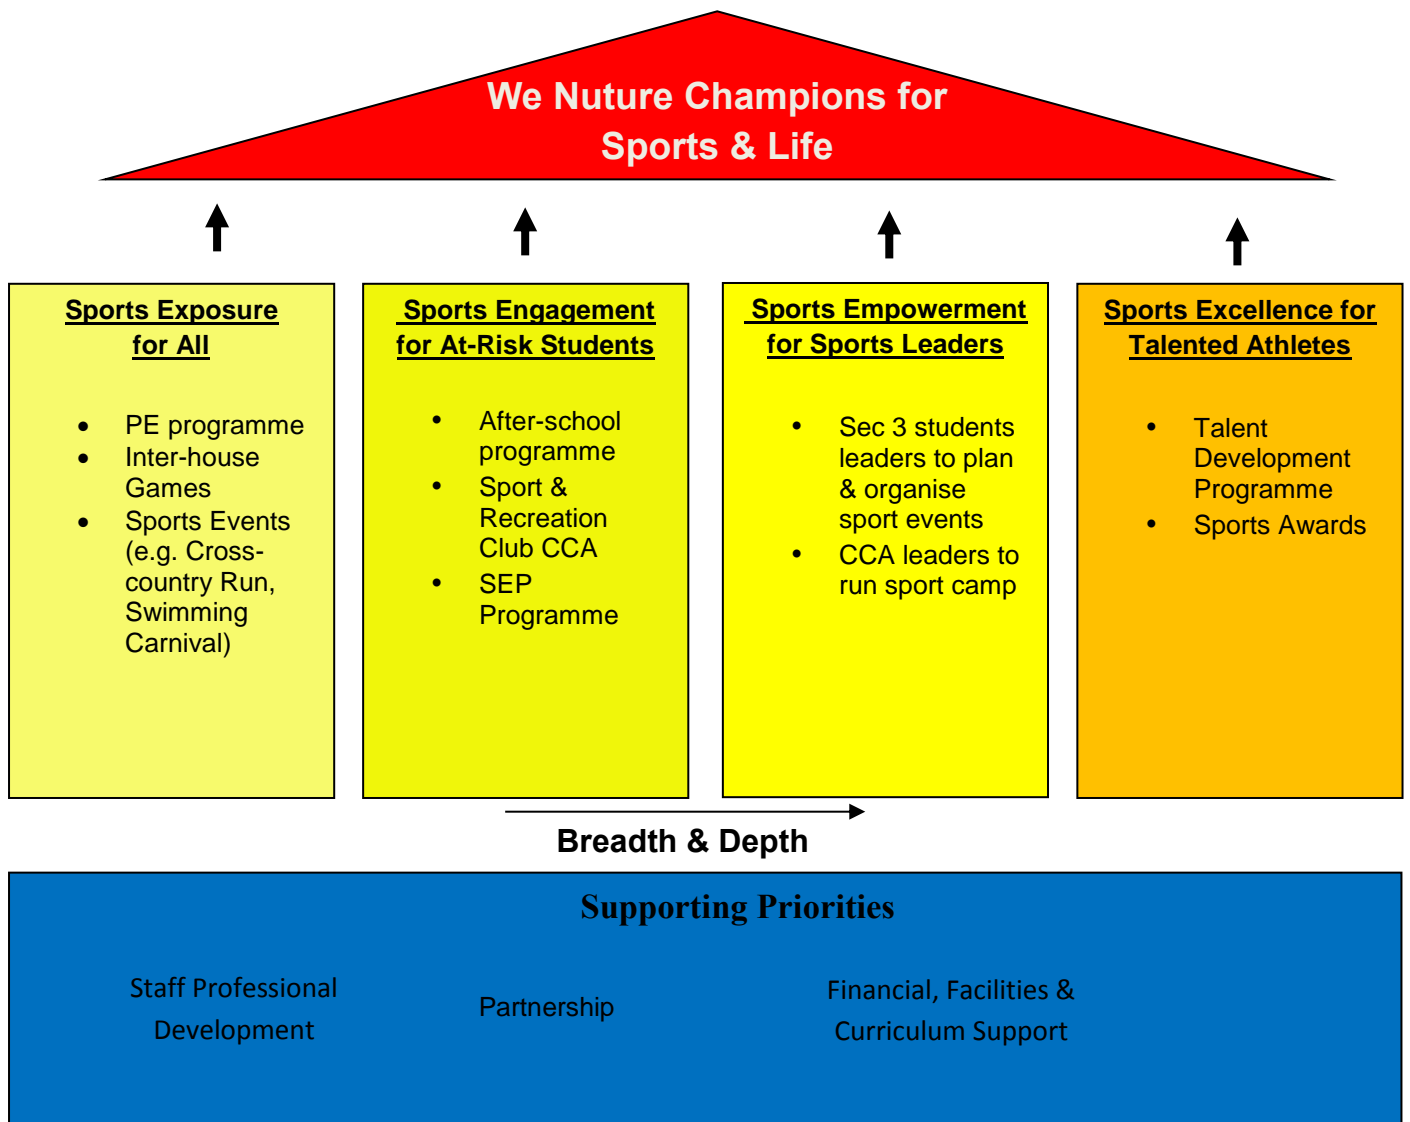 We Nuture Champions for
Sports & Life
Sports Exposure
for All
• PE programme
• Inter-house
Games
• Sports Events
(e.g. Cross-
country Run,
Swimming
Carnival)
Sports Engagement
for At-Risk Students
• After-school
programme
• Sport &
Recreation
Club CCA
• SEP
Programme
Sports Empowerment
for Sports Leaders
• Sec 3 students
leaders to plan
& organise
sport events
• CCA leaders to
run sport camp
Sports Excellence for
Talented Athletes
• Talent
Development
Programme
• Sports Awards
Breadth & Depth
Supporting Priorities
Staff Professional
Development
Partnership
Financial, Facilities &
Curriculum Support